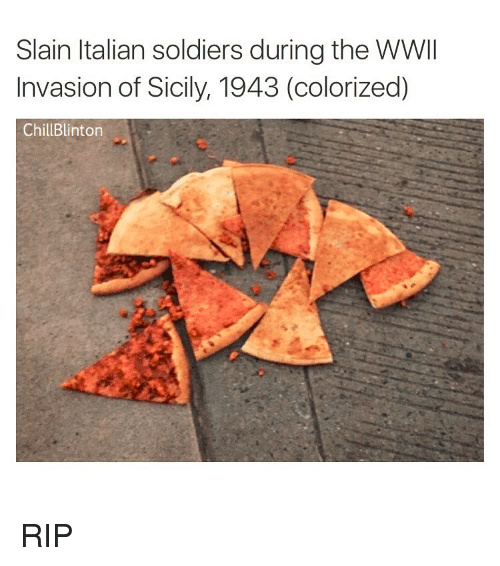 Slain Italian soldiers during the WWII
Invasion of Sicily, 1943 (colorized)
ChillBlinton
RIP